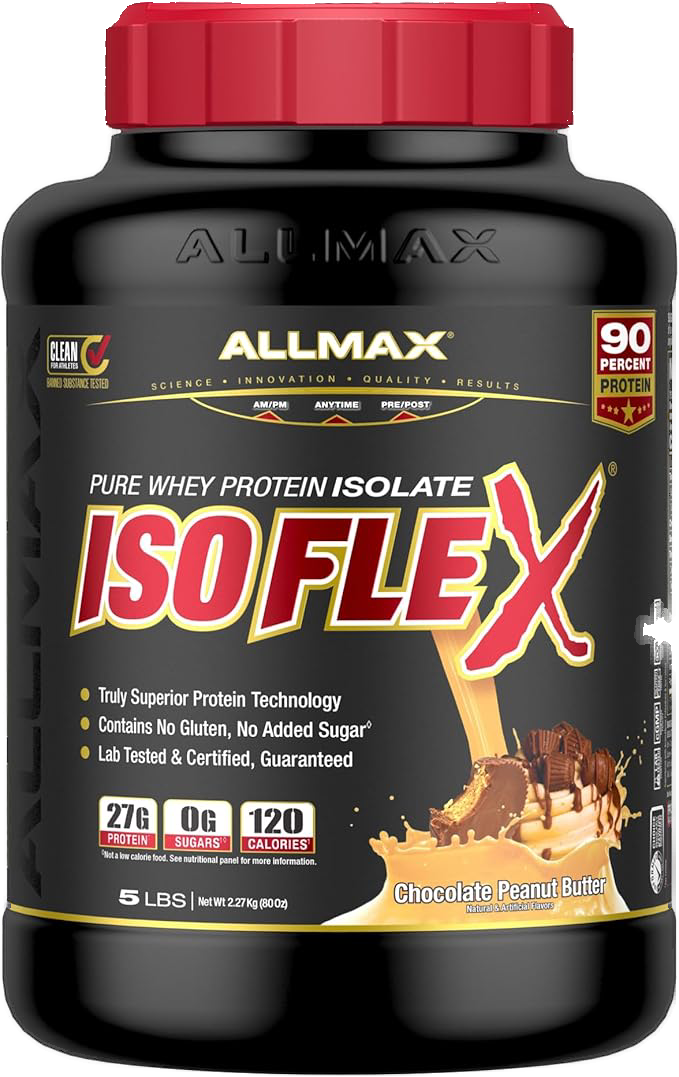 ALLMAX
ALLMAX
CLEAN
FOR ATHLETES
BANNED SUBSTANCE TESTED
ALLMAX®
SCIENCE • INNOVATION • QUALITY • RESULTS
AM/PM ANYTIME PRE/POST
90
PERCENT
PROTEIN
PURE WHEY PROTEIN ISOLATE
ISOFLEX®
Truly Superior Protein Technology
Contains No Gluten, No Added Sugar◊
Lab Tested & Certified, Guaranteed
27G
PROTEIN
0G
SUGARS
120
CALORIES
Not a low calorie food. See nutritional panel for more information.
5 LBS | Net Wt 2.27 Kg (80 Oz)
Chocolate Peanut Butter
Natural & Artificial Flavors